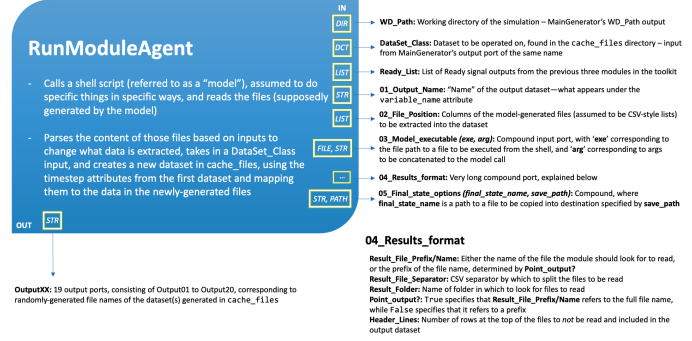 IN
DIR
WD_Path: Working directory of the simulation – MainGenerator's WD_Path output
RunModuleAgent
DCT
DataSet_Class: Dataset to be operated on, found in the cache_files directory – input
from MainGenerator's output port of the same name
LIST
Ready_List: List of Ready signal outputs from the previous three modules in the toolkit
- Calls a shell script (referred to as a "model"), assumed to do
specific things in specific ways, and reads the files (supposedly
generated by the model)
STR
01_Output_Name: "Name" of the output dataset—what appears under the
variable_name attribute
LIST
02_File_Position: Columns of the model-generated files (assumed to be CSV-style lists)
to be extracted into the dataset
- Parses the content of those files based on inputs to
change what data is extracted, takes in a DataSet_Class
input, and creates a new dataset in cache_files, using the
timestep attributes from the first dataset and mapping
them to the data in the newly-generated files
FILE, STR
03_Model_executable (exe, arg): Compound input port, with 'exe' corresponding to
the file path to a file to be executed from the shell, and 'arg' corresponding to args
to be concatenated to the model call
...
04_Results_format: Very long compound port, explained below
STR, PATH
05_Final_state_options (final_state_name, save_path): Compound, where
final_state_name is a path to a file to be copied into destination specified by save_path
OUT
STR
OutputXX: 19 output ports, consisting of Output01 to Output20, corresponding to
randomly-generated file names of the dataset(s) generated in cache_files
04_Results_format
Result_File_Prefix/Name: Either the name of the file the module should look for to read,
or the prefix of the file name, determined by Point_output?
Result_File_Separator: CSV separator by which to split the files to be read
Result_Folder: Name of folder in which to look for files to read
Point_output?: True specifies that Result_File_Prefix/Name refers to the full file name,
while False specifies that it refers to a prefix
Header_Lines: Number of rows at the top of the files to not be read and included in the
output dataset